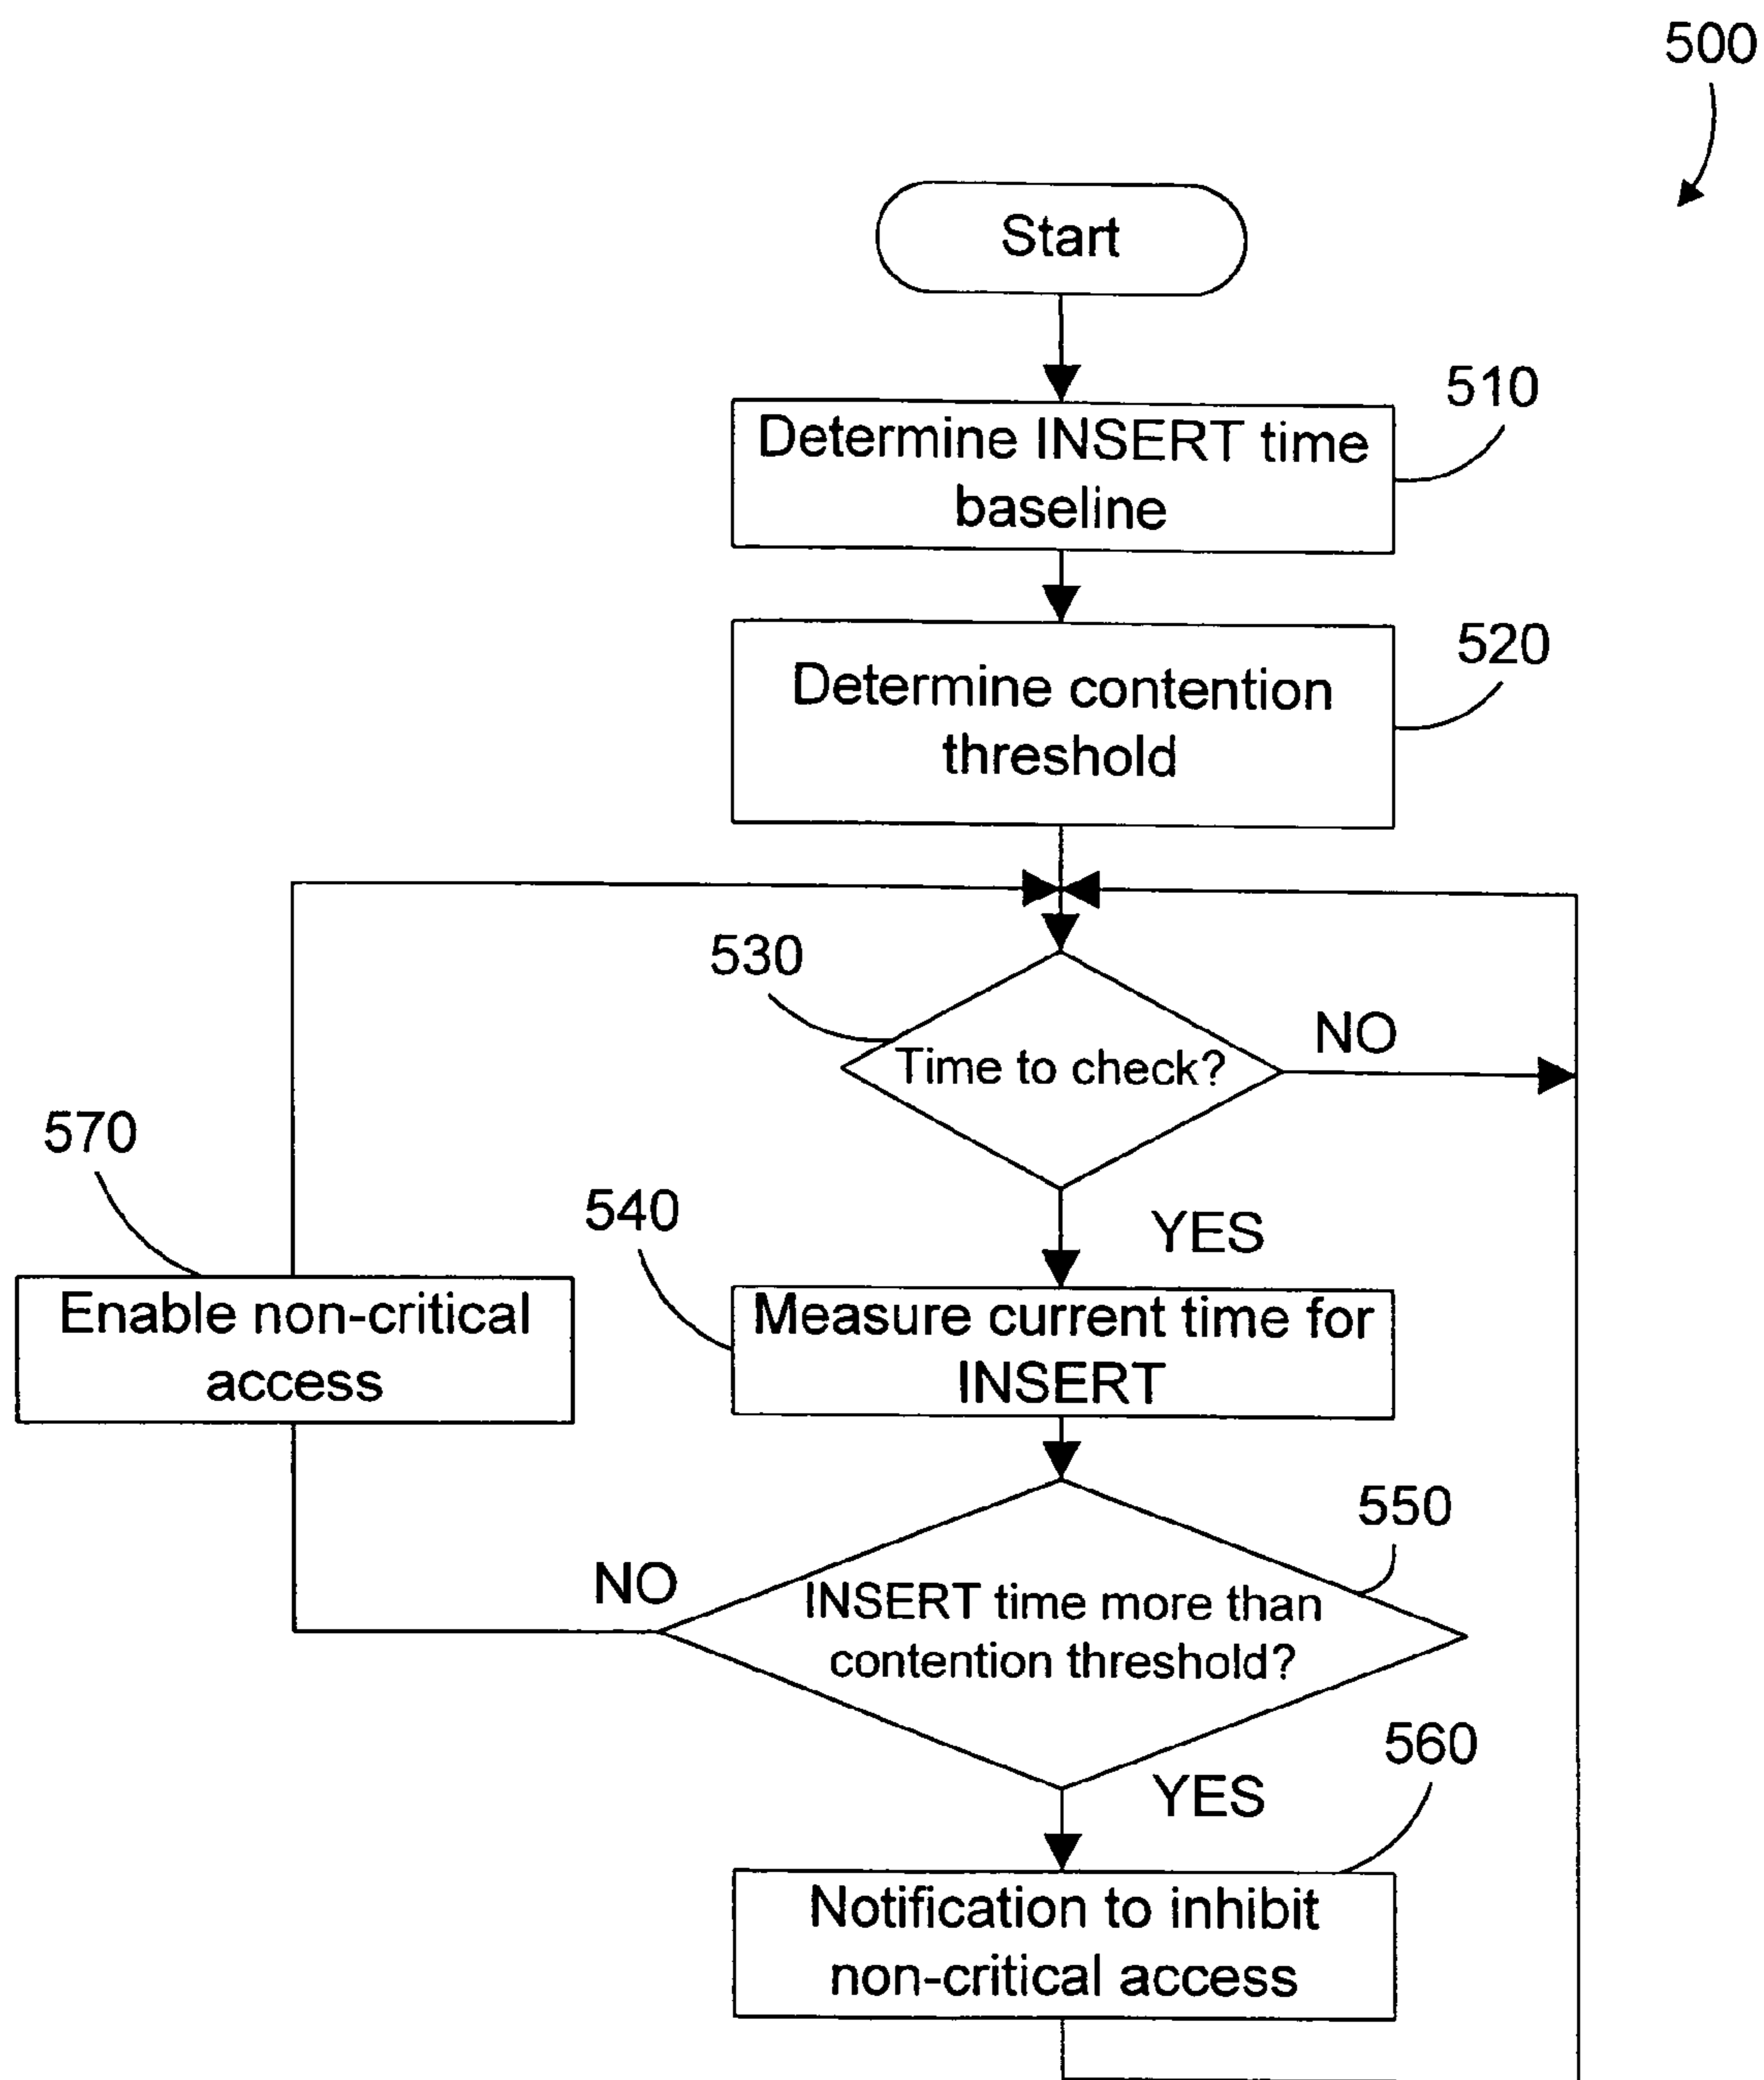 500
Start
510
Determine INSERT time
baseline
520
Determine contention
threshold
530
Time to check?
NO
570
540
YES
Enable non-critical
access
Measure current time for
INSERT
550
NO
INSERT time more than
contention threshold?
560
YES
Notification to inhibit
non-critical access